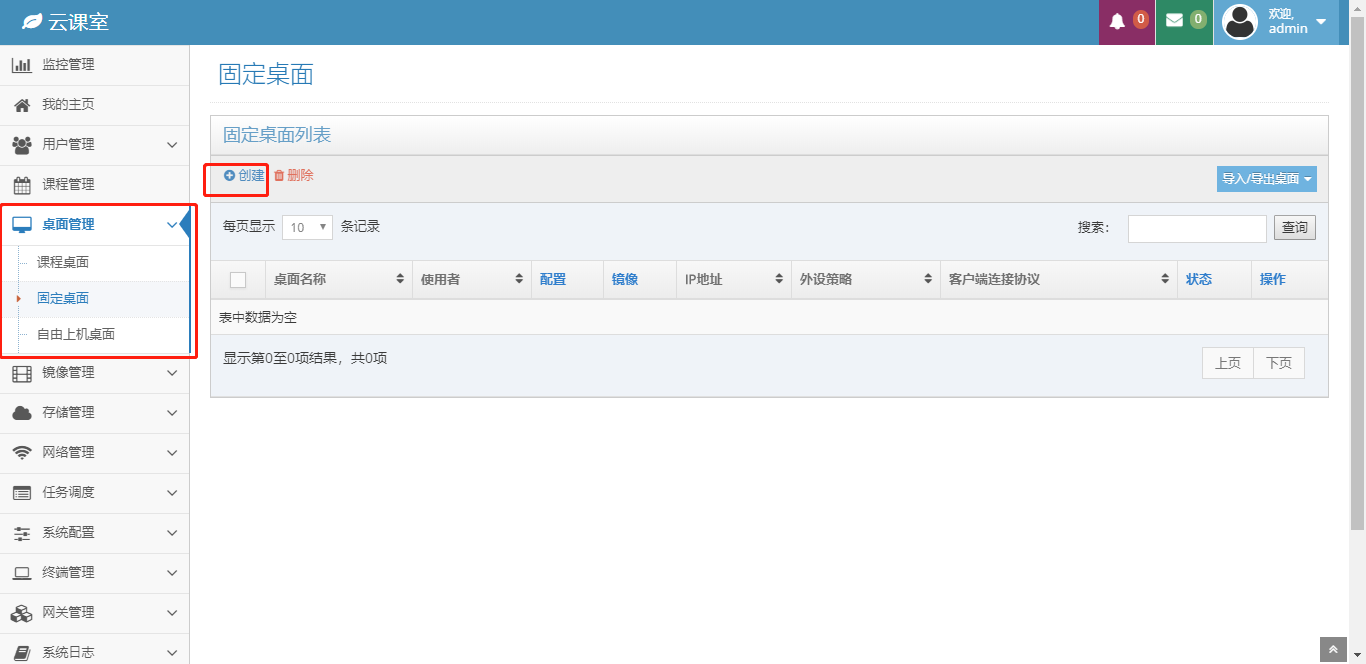 云课室
0
0
欢迎,
admin
监控管理
我的主页
用户管理
课程管理
桌面管理
课程桌面
固定桌面
自由上机桌面
镜像管理
存储管理
网络管理
任务调度
系统配置
终端管理
网关管理
系统日志
固定桌面
固定桌面列表
创建 删除
导入/导出桌面
每页显示 10 条记录
搜索: 查询
桌面名称 使用者 配置 镜像 IP地址 外设策略 客户端连接协议 状态 操作
表中数据为空
显示第0至0项结果，共0项
上页 下页